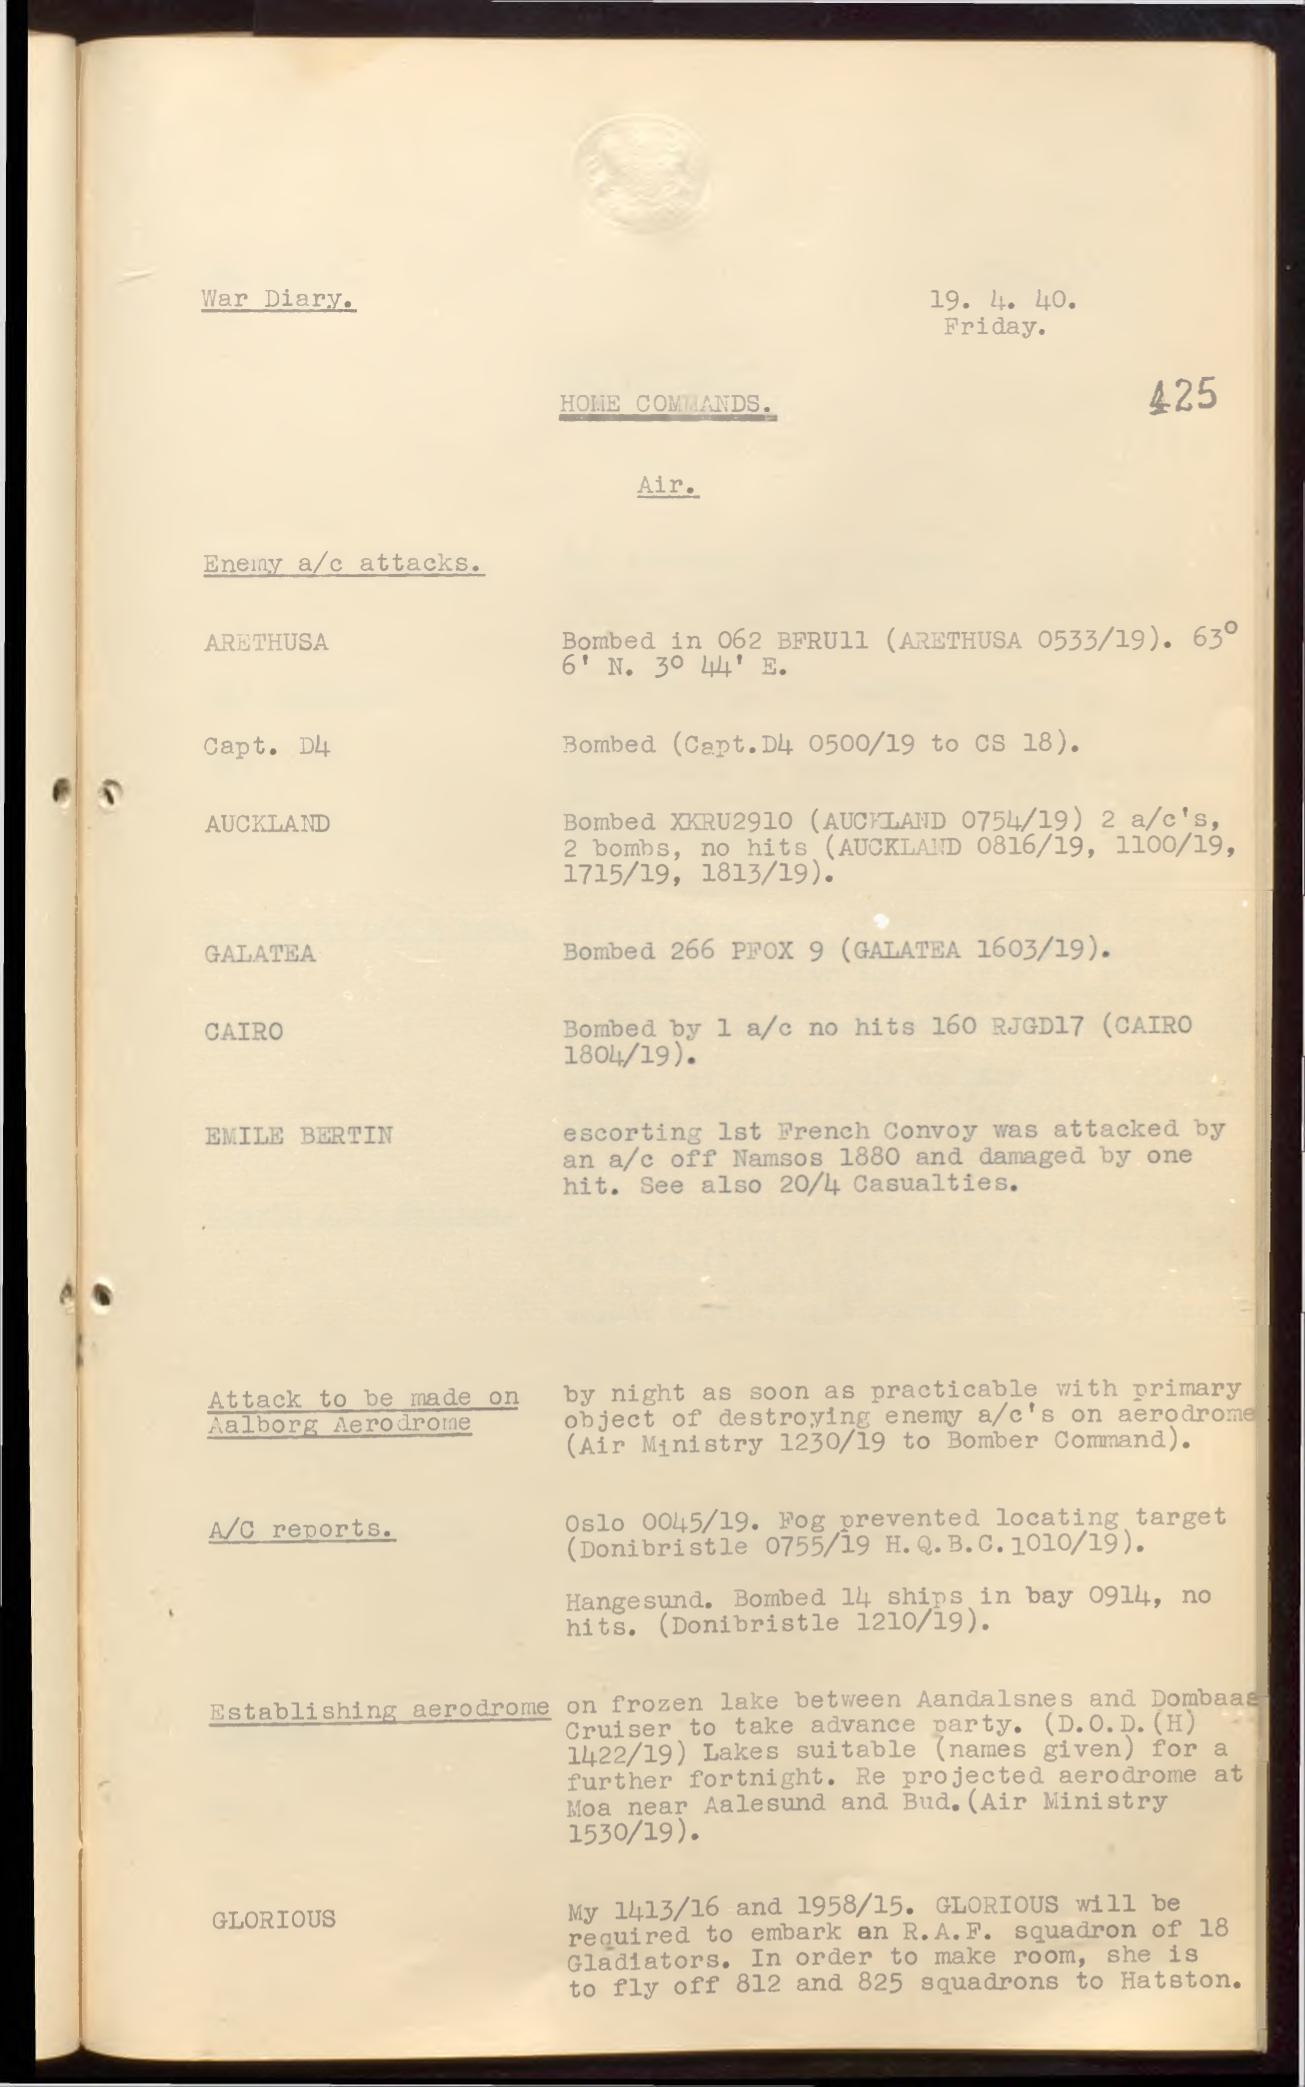 War Diary.
19. 4. 40.
Friday.
HOME COMMANDS.
425
Air.
Enemy a/c attacks.
ARETHUSA
Bombed in 062 BFRU11 (ARETHUSA 0533/19). 63°
6' N. 3° 44' E.
Capt. D4
Bombed (Capt.D4 0500/19 to CS 18).
AUCKLAND
Bombed XKRU2910 (AUCKLAND 0754/19) 2 a/c's,
2 bombs, no hits (AUCKLAND 0816/19, 1100/19,
1715/19, 1813/19).
GALATEA
Bombed 266 PFOX 9 (GALATEA 1603/19).
CAIRO
Bombed by 1 a/c no hits 160 RJGD17 (CAIRO
1804/19).
EMILE BERTIN
escorting 1st French Convoy was attacked by
an a/c off Namsos 1880 and damaged by one
hit. See also 20/4 Casualties.
Attack to be made on
Aalborg Aerodrome
by night as soon as practicable with primary
object of destroying enemy a/c's on aerodrome
(Air Ministry 1230/19 to Bomber Command).
A/C reports.
Oslo 0045/19. Fog prevented locating target
(Donibristle 0755/19 H.Q.B.C.1010/19).
Hangesund. Bombed 14 ships in bay 0914, no
hits. (Donibristle 1210/19).
Establishing aerodrome
on frozen lake between Aandalsnes and Dombaas
Cruiser to take advance party. (D.O.D.(H)
1422/19) Lakes suitable (names given) for a
further fortnight. Re projected aerodrome at
Moa near Aalesund and Bud.(Air Ministry
1530/19).
GLORIOUS
My 1413/16 and 1958/15. GLORIOUS will be
required to embark an R.A.F. squadron of 18
Gladiators. In order to make room, she is
to fly off 812 and 825 squadrons to Hatston.